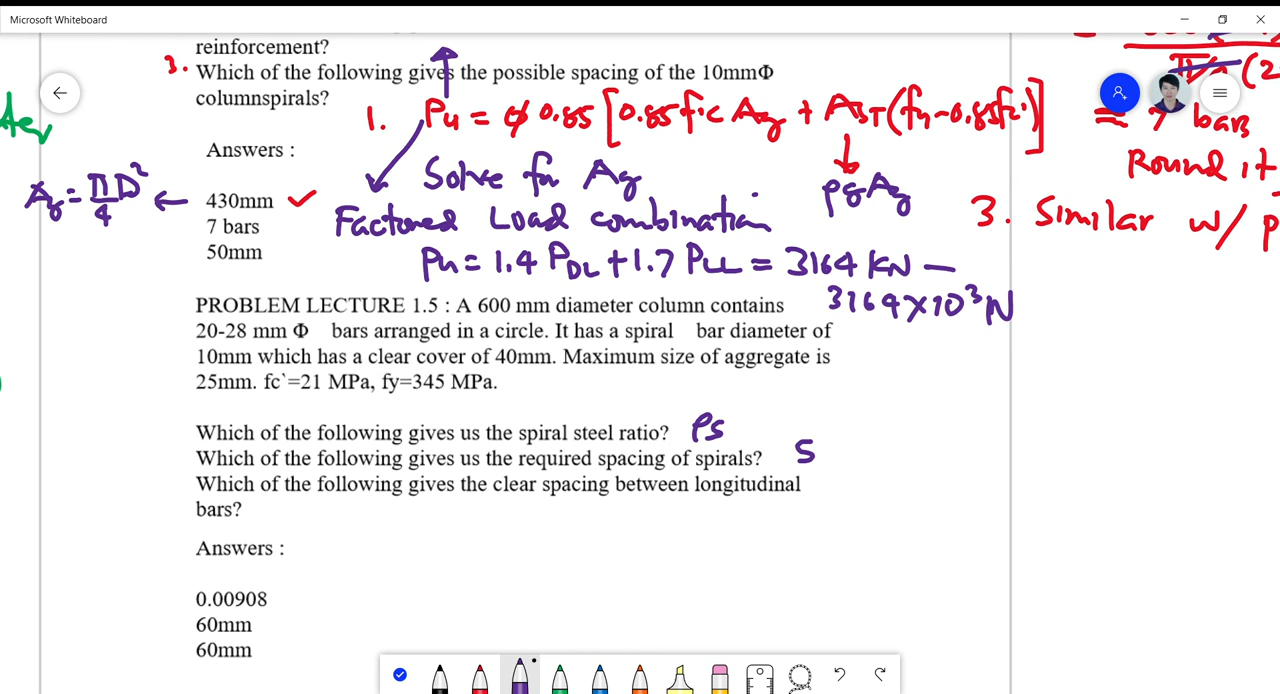 Microsoft Whiteboard
reinforcement?
3. Which of the following gives the possible spacing of the 10mmΦ
columnspirals?
1. Pu = ϕ 0.85 [0.85f'c Ag + AST(fy-0.85fc')]
≈ 7 bars
Round it
Answers :
Solve for Ag
ρgAg
Ag = π/4 D² ← 430mm ✓
Factored Load combination
3. Similar w/
7 bars
50mm
Pu = 1.4 PDL + 1.7 PLL = 3164 KN —
3164x10³N
PROBLEM LECTURE 1.5 : A 600 mm diameter column contains
20-28 mm Φ bars arranged in a circle. It has a spiral bar diameter of
10mm which has a clear cover of 40mm. Maximum size of aggregate is
25mm. fc`=21 MPa, fy=345 MPa.
Which of the following gives us the spiral steel ratio? ρs
Which of the following gives us the required spacing of spirals? S
Which of the following gives the clear spacing between longitudinal
bars?
Answers :
0.00908
60mm
60mm